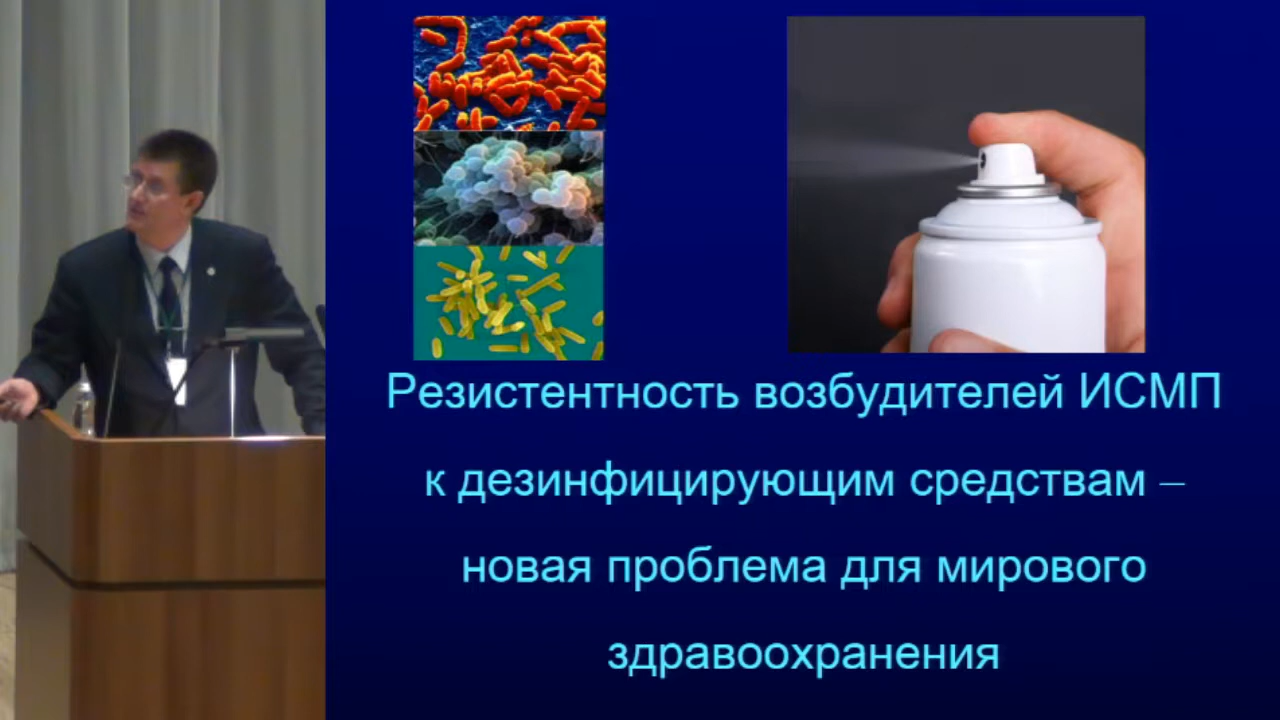 Резистентность возбудителей ИСМП
к дезинфицирующим средствам –
новая проблема для мирового
здравоохранения